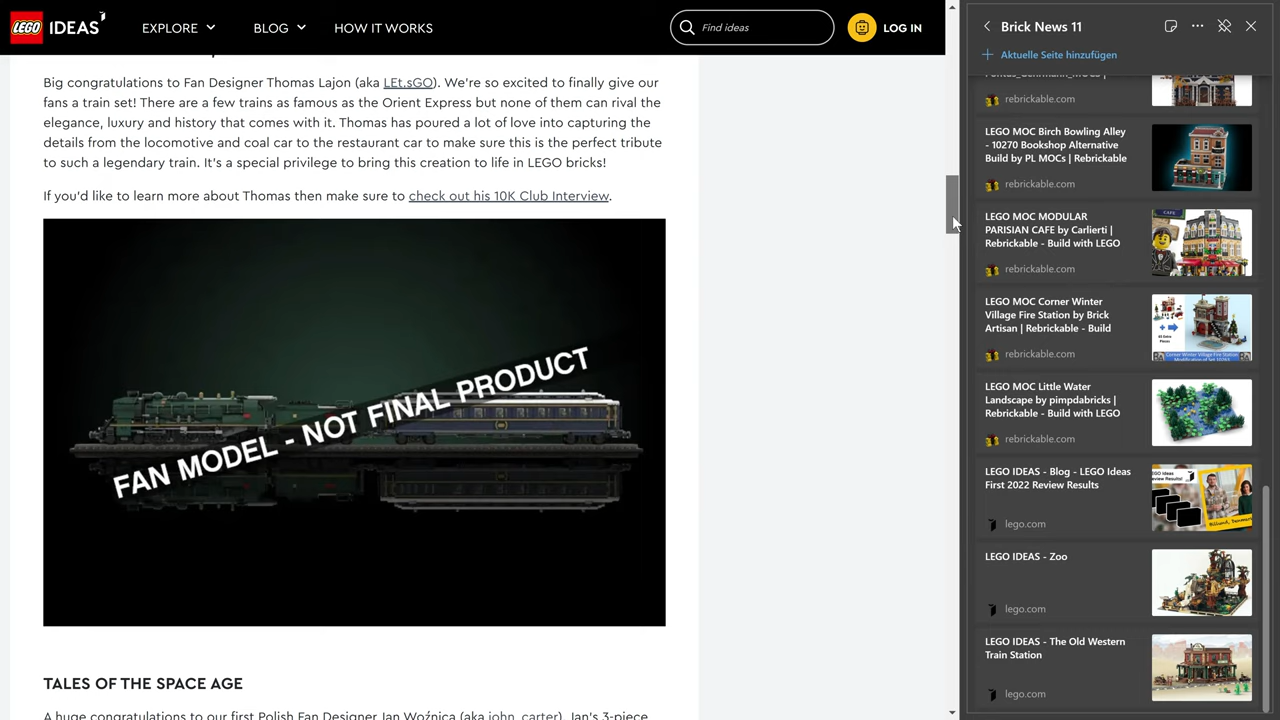 LEGO IDEAS
EXPLORE
BLOG
HOW IT WORKS
Find ideas
LOG IN
Big congratulations to Fan Designer Thomas Lajon (aka LEt.sGO). We're so excited to finally give our
fans a train set! There are a few trains as famous as the Orient Express but none of them can rival the
elegance, luxury and history that comes with it. Thomas has poured a lot of love into capturing the
details from the locomotive and coal car to the restaurant car to make sure this is the perfect tribute
to such a legendary train. It's a special privilege to bring this creation to life in LEGO bricks!
If you'd like to learn more about Thomas then make sure to check out his 10K Club Interview.
FAN MODEL - NOT FINAL PRODUCT
TALES OF THE SPACE AGE
A huge congratulations to our first Polish Fan Designer Jan Woźnica (aka john_carter). Jan's 3-piece
Brick News 11
Aktuelle Seite hinzufügen
rebrickable.com
LEGO MOC Birch Bowling Alley
- 10270 Bookshop Alternative
Build by PL MOCs | Rebrickable
rebrickable.com
LEGO MOC MODULAR
PARISIAN CAFE by Carlierti |
Rebrickable - Build with LEGO
rebrickable.com
CAFE
LEGO MOC Corner Winter
Village Fire Station by Brick
Artisan | Rebrickable - Build
rebrickable.com
Corner Winter Village Fire Station
LEGO MOC Little Water
Landscape by pimpdabricks |
Rebrickable - Build with LEGO
rebrickable.com
LEGO IDEAS - Blog - LEGO Ideas
First 2022 Review Results
lego.com
LEGO IDEAS - Zoo
lego.com
LEGO IDEAS - The Old Western
Train Station
lego.com